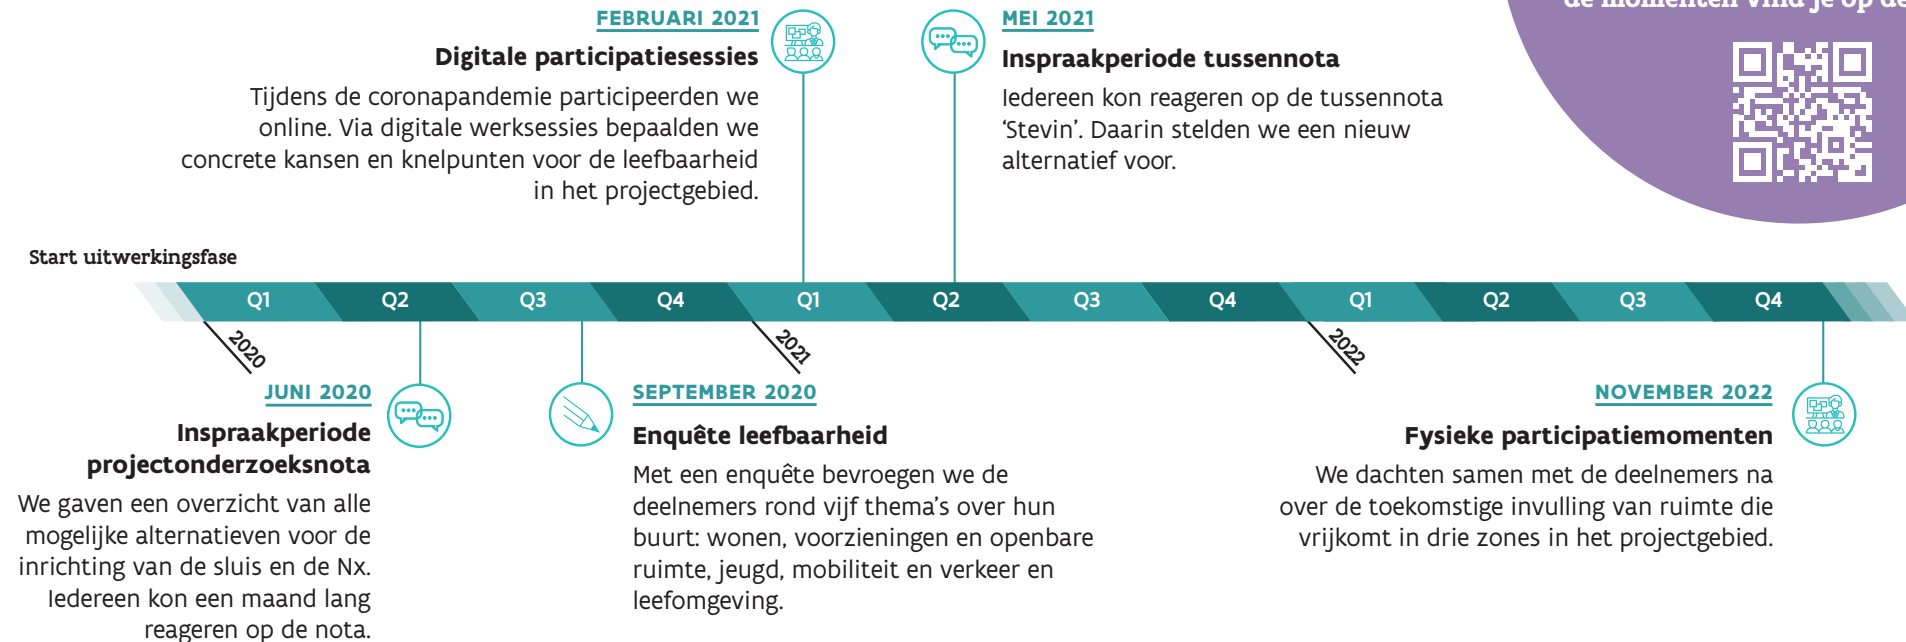 de momenten vind je op de
FEBRUARI 2021
Digitale participatiesessies
Tijdens de coronapandemie participeerden we
online. Via digitale werksessies bepaalden we
concrete kansen en knelpunten voor de leefbaarheid
in het projectgebied.
MEI 2021
Inspraakperiode tussennota
Iedereen kon reageren op de tussennota
‘Stevin’. Daarin stelden we een nieuw
alternatief voor.
Start uitwerkingsfase
Q1 Q2 Q3 Q4 Q1 Q2 Q3 Q4 Q1 Q2 Q3 Q4
2020 2021 2022
JUNI 2020
Inspraakperiode
projectonderzoeksnota
We gaven een overzicht van alle
mogelijke alternatieven voor de
inrichting van de sluis en de Nx.
Iedereen kon een maand lang
reageren op de nota.
SEPTEMBER 2020
Enquête leefbaarheid
Met een enquête bevroegen we de
deelnemers rond vijf thema’s over hun
buurt: wonen, voorzieningen en openbare
ruimte, jeugd, mobiliteit en verkeer en
leefomgeving.
NOVEMBER 2022
Fysieke participatiemomenten
We dachten samen met de deelnemers na
over de toekomstige invulling van ruimte die
vrijkomt in drie zones in het projectgebied.